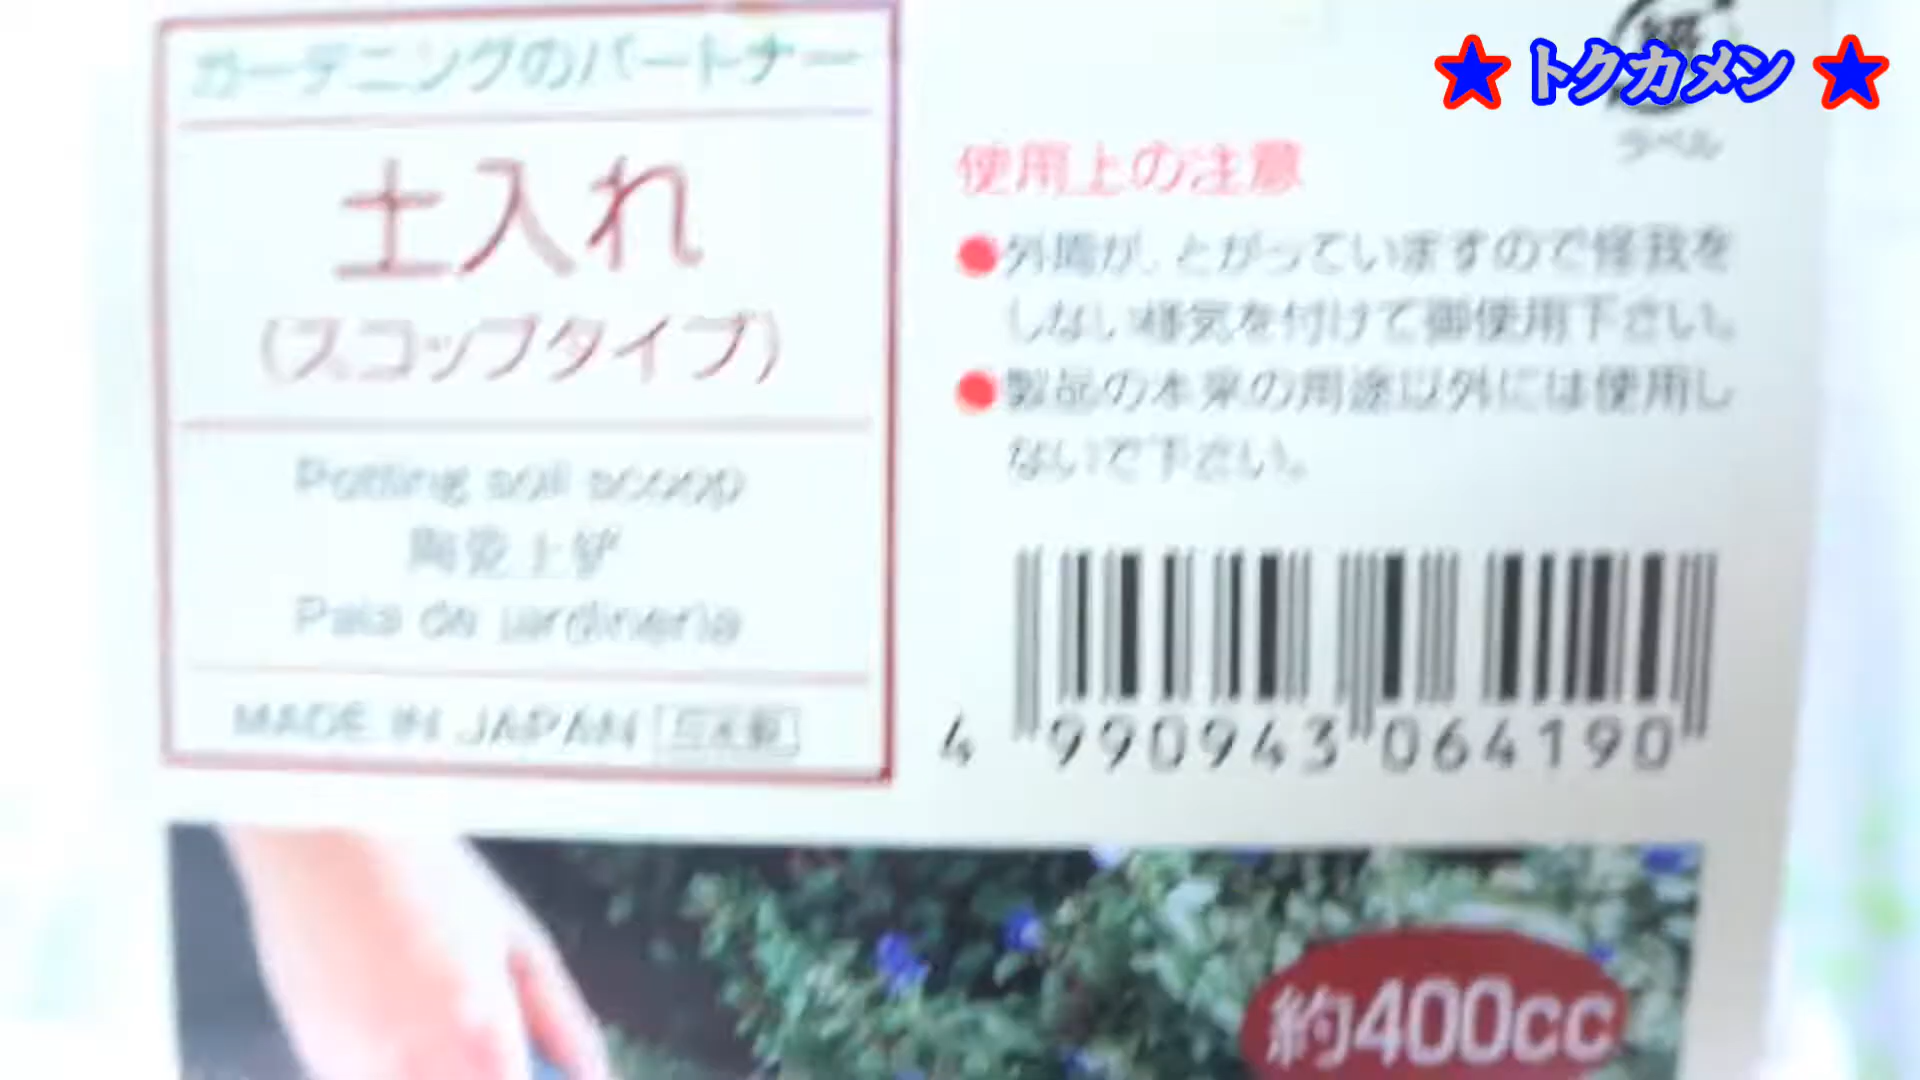 ガーデニングのパートナー
土入れ
(スコップタイプ)
Potting soil scoop
Pala de jardineria
MADE IN JAPAN 日本製
★ トクカメン ★
ラベル
使用上の注意
●外周が、とがっていますので怪我を
しない様気を付けて御使用下さい。
●製品の本来の用途以外には使用し
ないで下さい。
4 990943 064190
約400cc